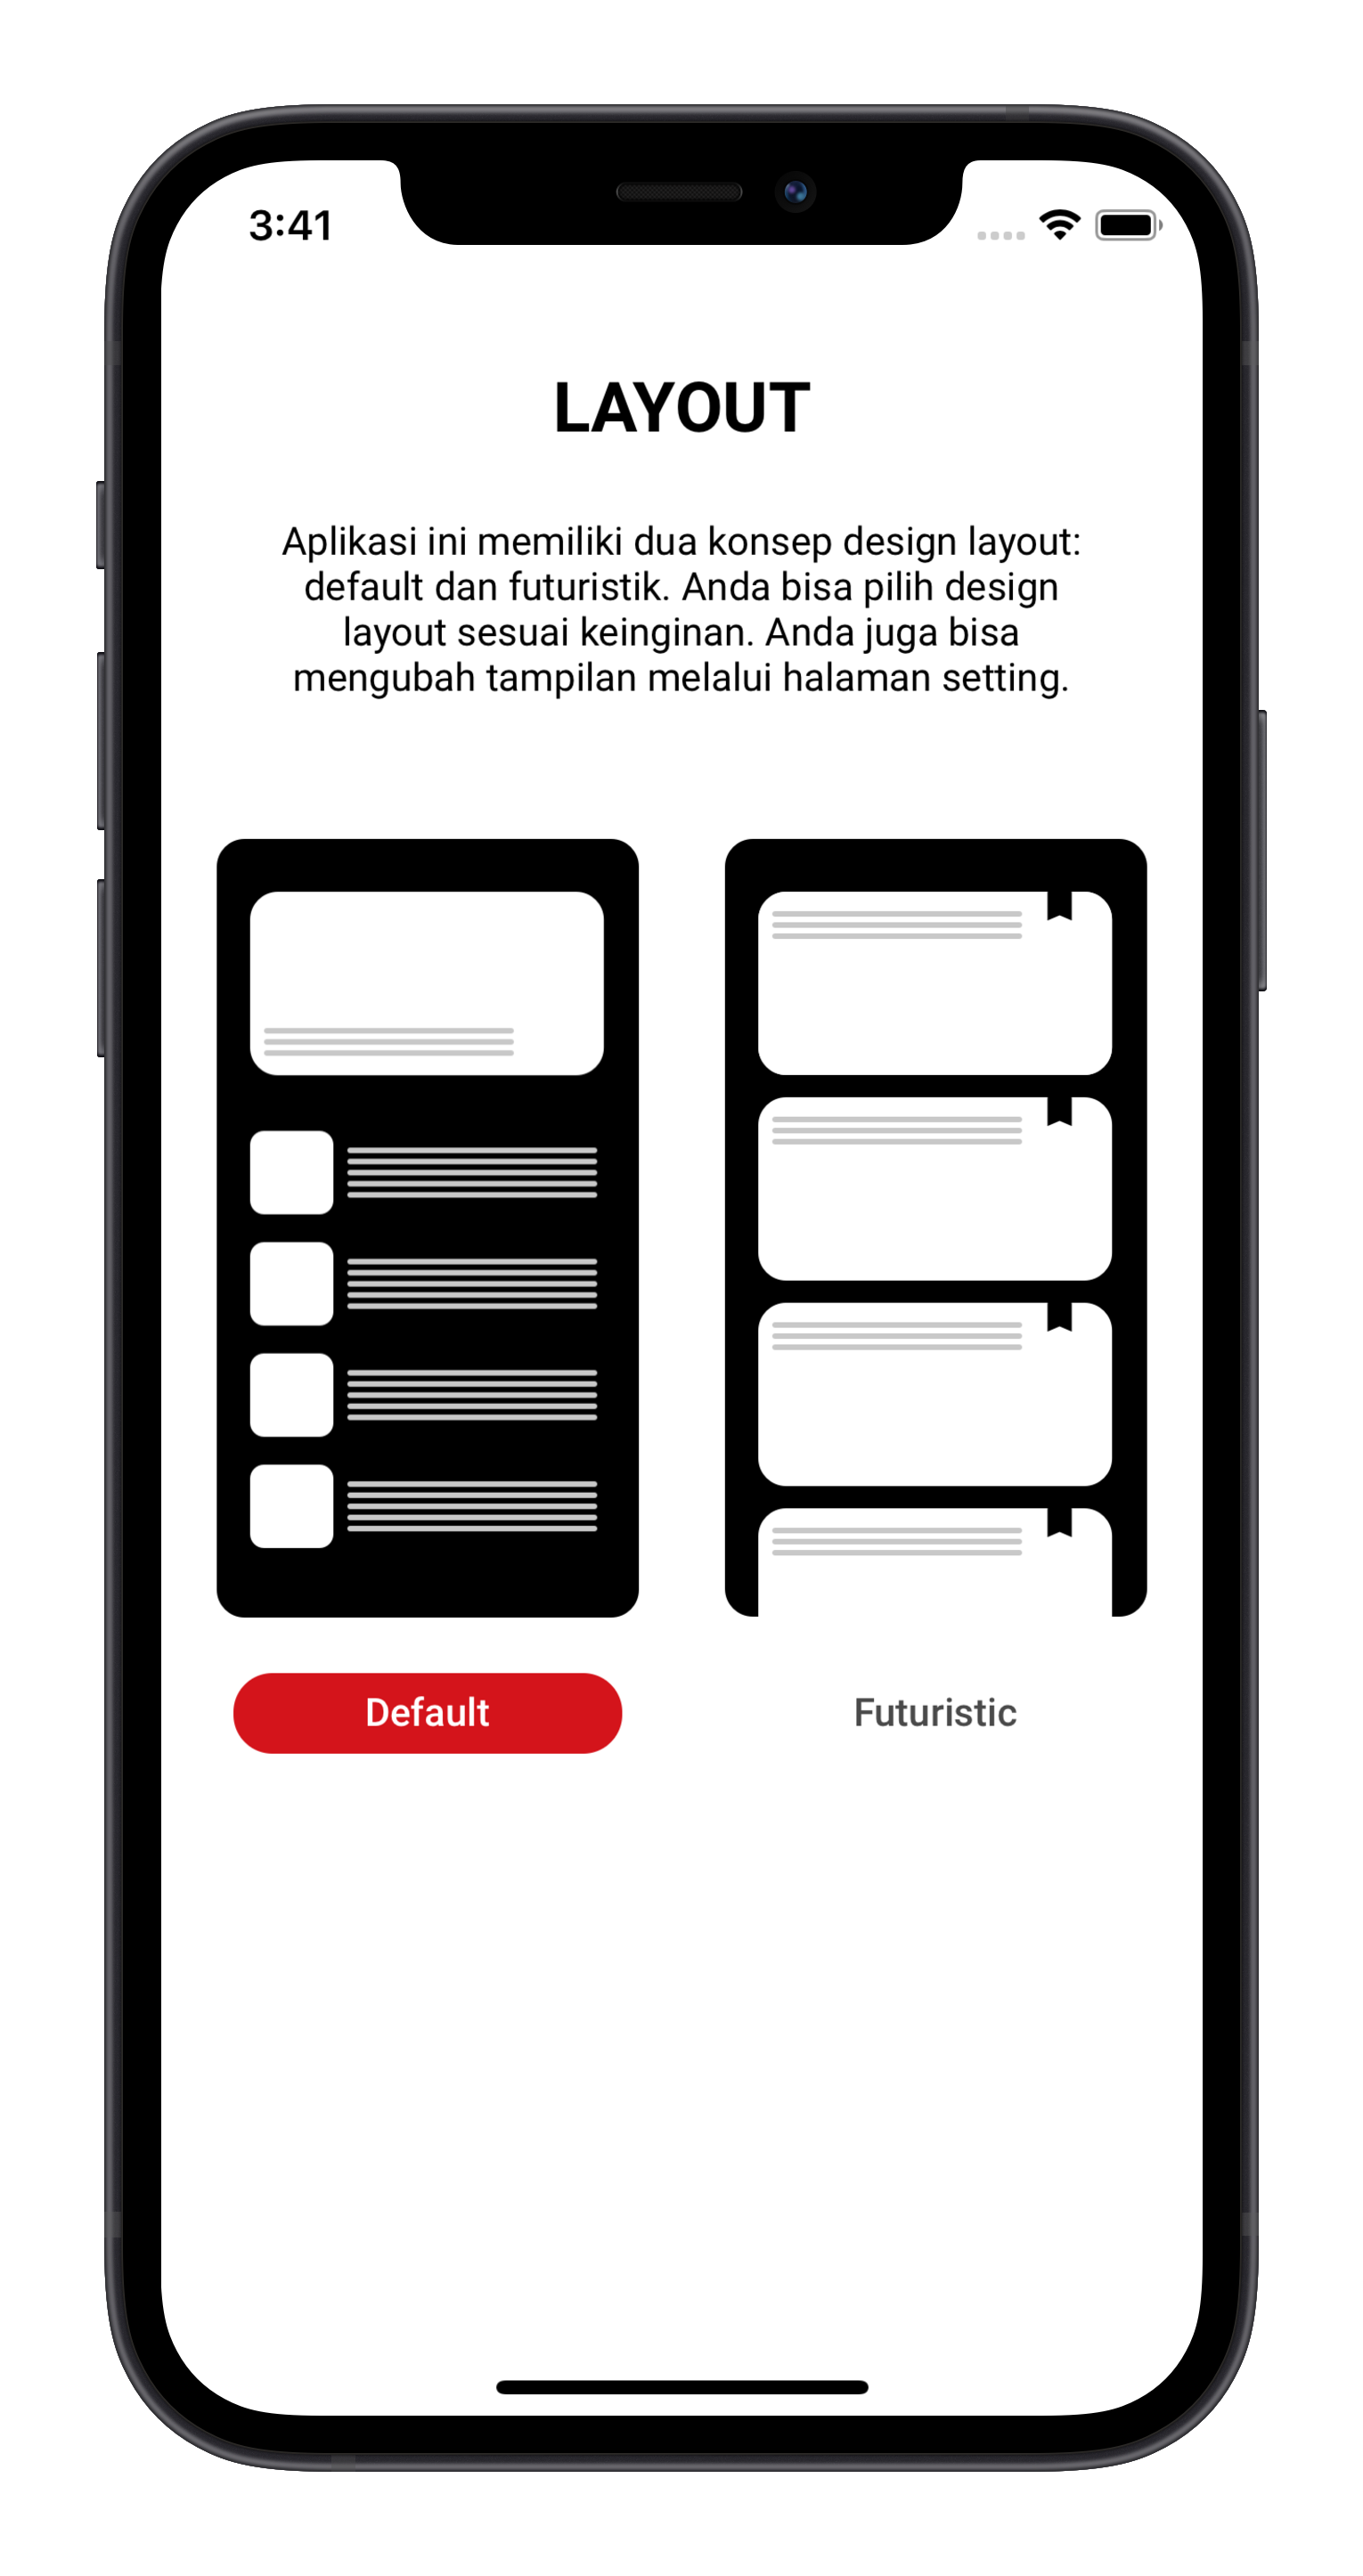 3:41
LAYOUT
Aplikasi ini memiliki dua konsep design layout:
default dan futuristik. Anda bisa pilih design
layout sesuai keinginan. Anda juga bisa
mengubah tampilan melalui halaman setting.
Default
Futuristic